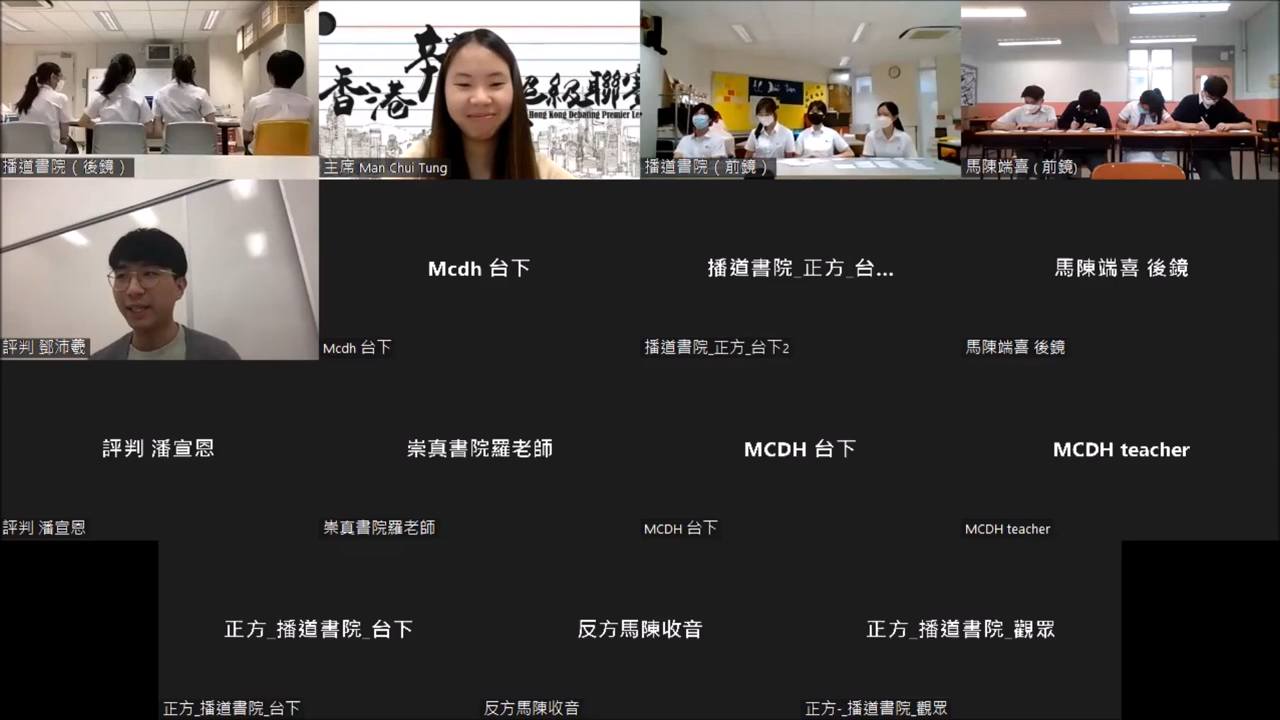 播道書院（後鏡）
香港
超級聯賽
Hong Kong Debating Premier Le
主席 Man Chui Tung
播道書院（前鏡）
馬陳端喜（前鏡)
評判 鄧沛羲
Mcdh 台下
Mcdh 台下
播道書院_正方_台...
播道書院_正方_台下2
馬陳端喜 後鏡
馬陳端喜 後鏡
評判 潘宣恩
評判 潘宣恩
崇真書院羅老師
崇真書院羅老師
MCDH 台下
MCDH 台下
MCDH teacher
MCDH teacher
正方_播道書院_台下
正方_播道書院_台下
反方馬陳收音
反方馬陳收音
正方_播道書院_觀眾
正方-_播道書院_觀眾